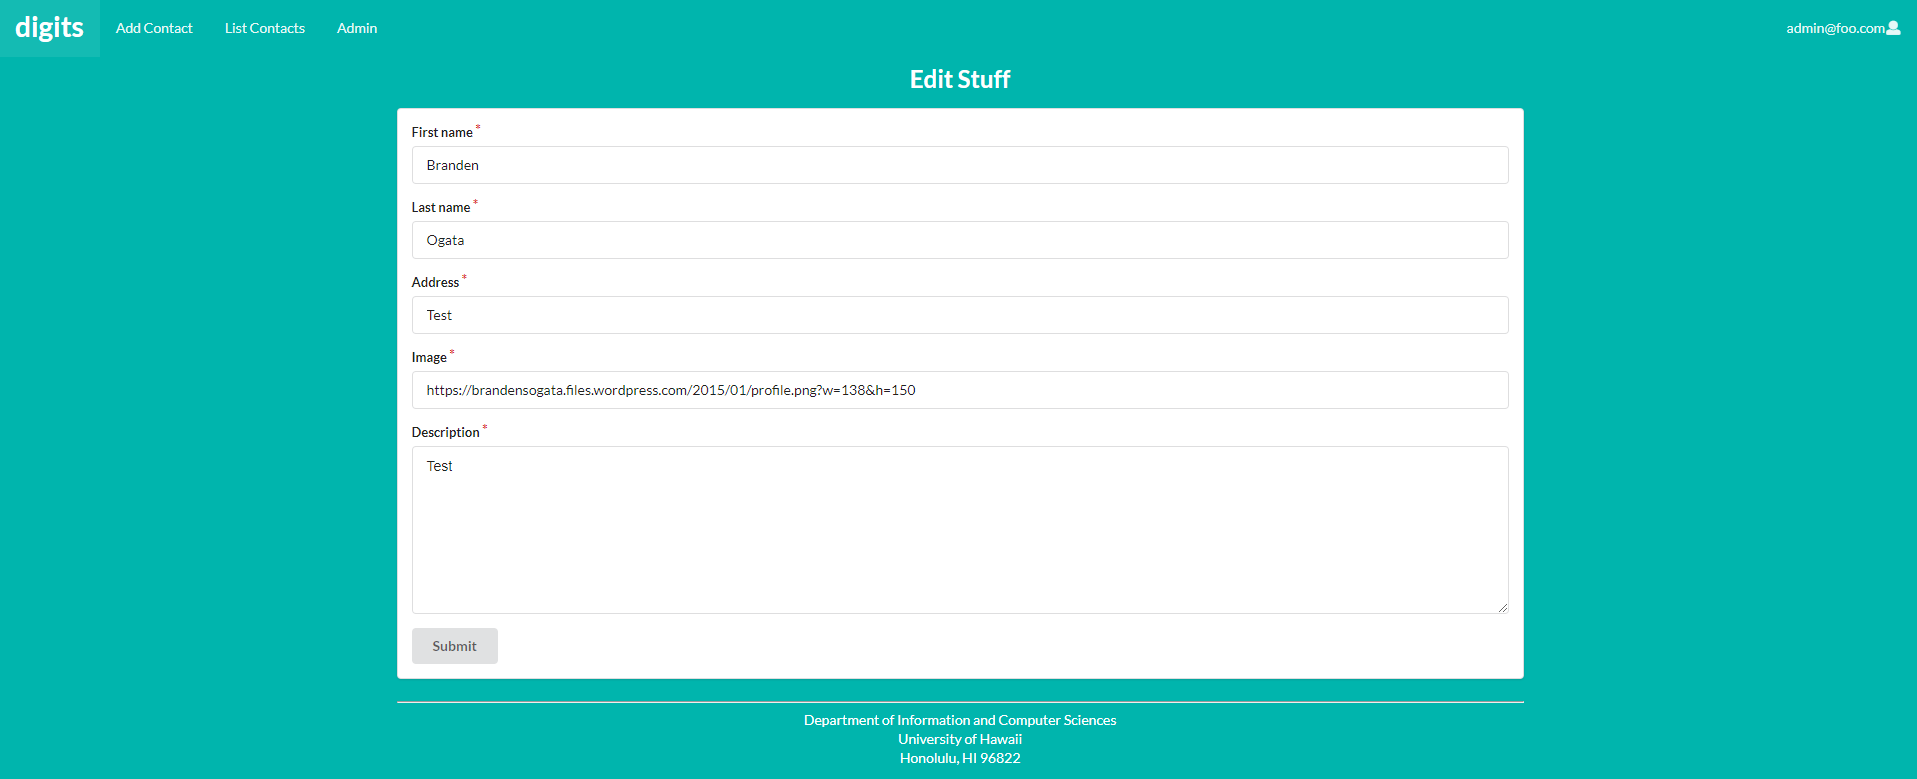 digits Add Contact List Contacts Admin admin@foo.com
Edit Stuff
First name *
Branden
Last name *
Ogata
Address *
Test
Image *
https://brandensogata.files.wordpress.com/2015/01/profile.png?w=138&h=150
Description *
Test
Submit
Department of Information and Computer Sciences
University of Hawaii
Honolulu, HI 96822